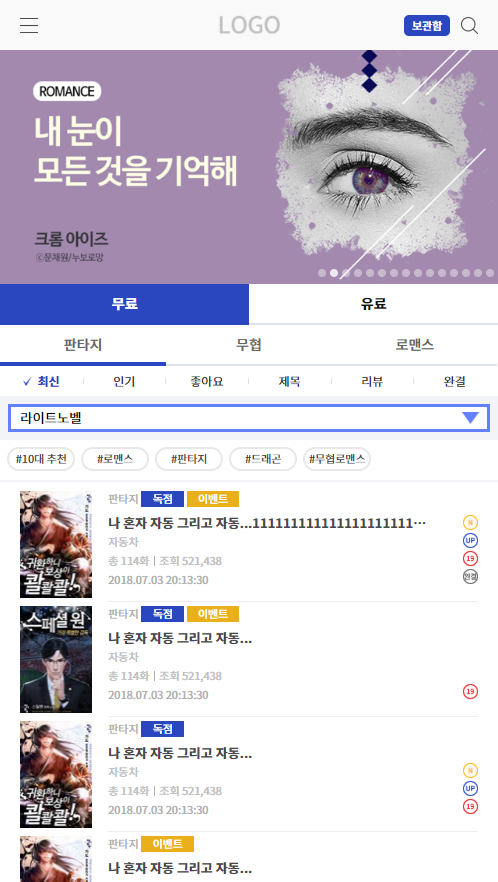 LOGO
보관함
ROMANCE
내 눈이
모든 것을 기억해
크롬 아이즈
ⓒ문재원/누보로망
무료 유료
판타지 무협 로맨스
최신 인기 좋아요 제목 리뷰 완결
라이트노벨
#10대 추천 #로맨스 #판타지 #드래곤 #무협로맨스
귀환하니
보상이
콸콸콸!
판타지 독점 이벤트
나 혼자 자동 그리고 자동...111111111111111111111…
자동차
총 114화 | 조회 521,438
2018.07.03 20:13:30
N
UP
19
완결
스페셜 원
가장 특별한 감독
판타지 독점 이벤트
나 혼자 자동 그리고 자동...
자동차
총 114화 | 조회 521,438
2018.07.03 20:13:30
19
귀환하니
보상이
콸콸콸!
판타지 독점
나 혼자 자동 그리고 자동...
자동차
총 114화 | 조회 521,438
2018.07.03 20:13:30
N
UP
19
판타지 이벤트
나 혼자 자동 그리고 자동...